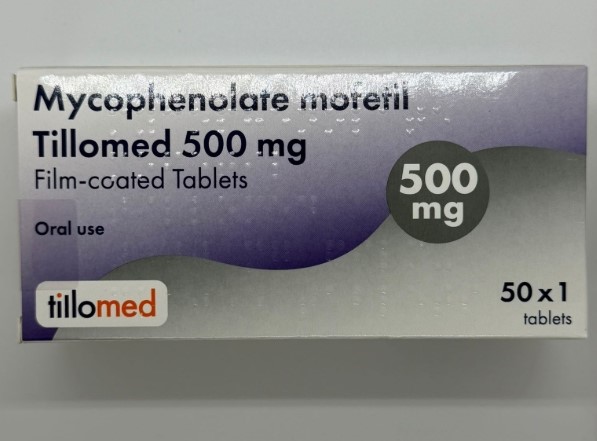 Mycophenolate mofetil
Tillomed 500 mg
Film-coated Tablets
500
mg
Oral use
tillomed
50 x 1
tablets